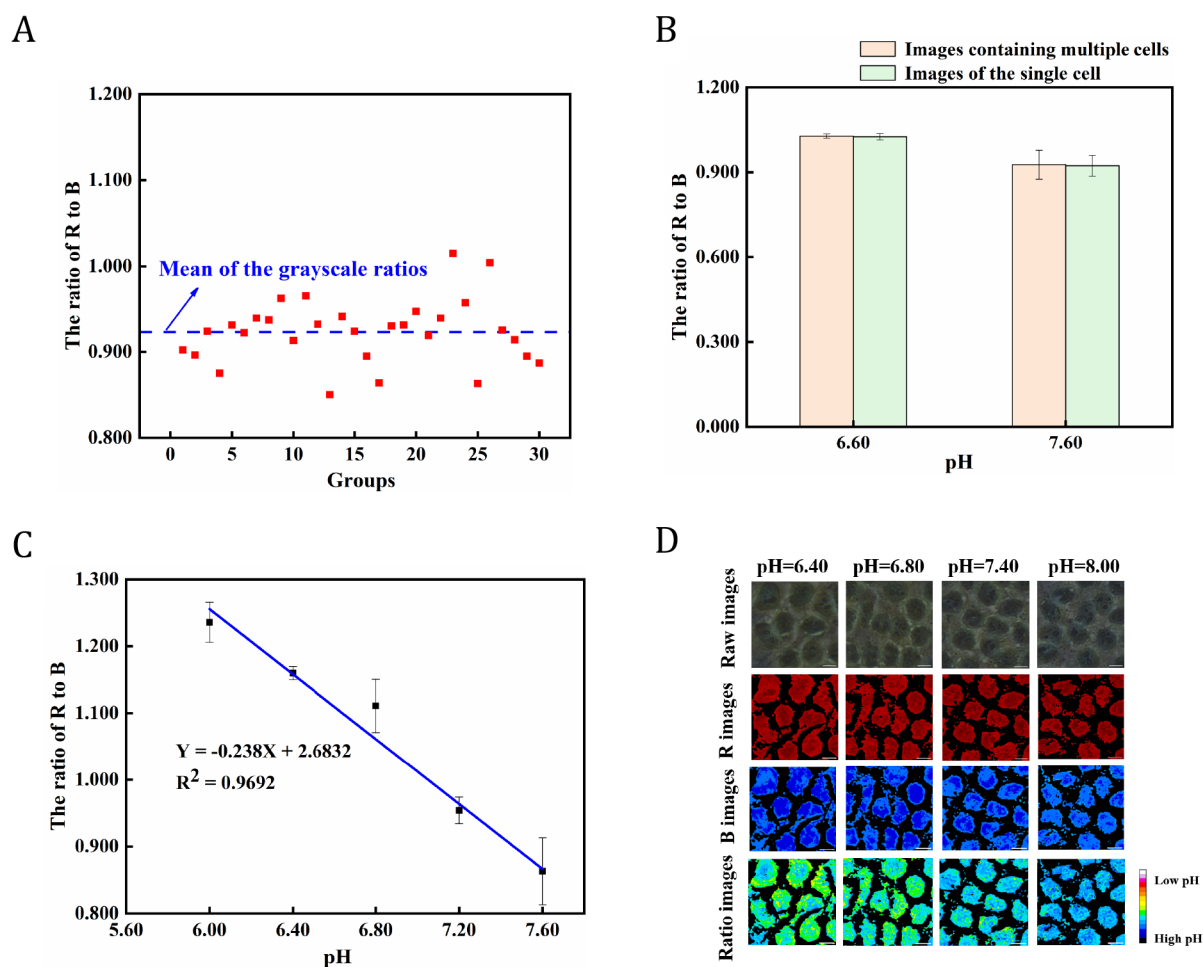 A
1.200
1.100
1.000
0.900
0.800
The ratio of R to B
Mean of the grayscale ratios
0 5 10 15 20 25 30
Groups
B
Images containing multiple cells
Images of the single cell
1.200
0.900
0.600
0.300
0.000
The ratio of R to B
6.60 7.60
pH
C
1.300
1.200
1.100
1.000
0.900
0.800
The ratio of R to B
Y = -0.238X + 2.6832
R2 = 0.9692
5.60 6.00 6.40 6.80 7.20 7.60
pH
D
pH=6.40 pH=6.80 pH=7.40 pH=8.00
Raw images
R images
B images
Ratio images
Low pH
High pH